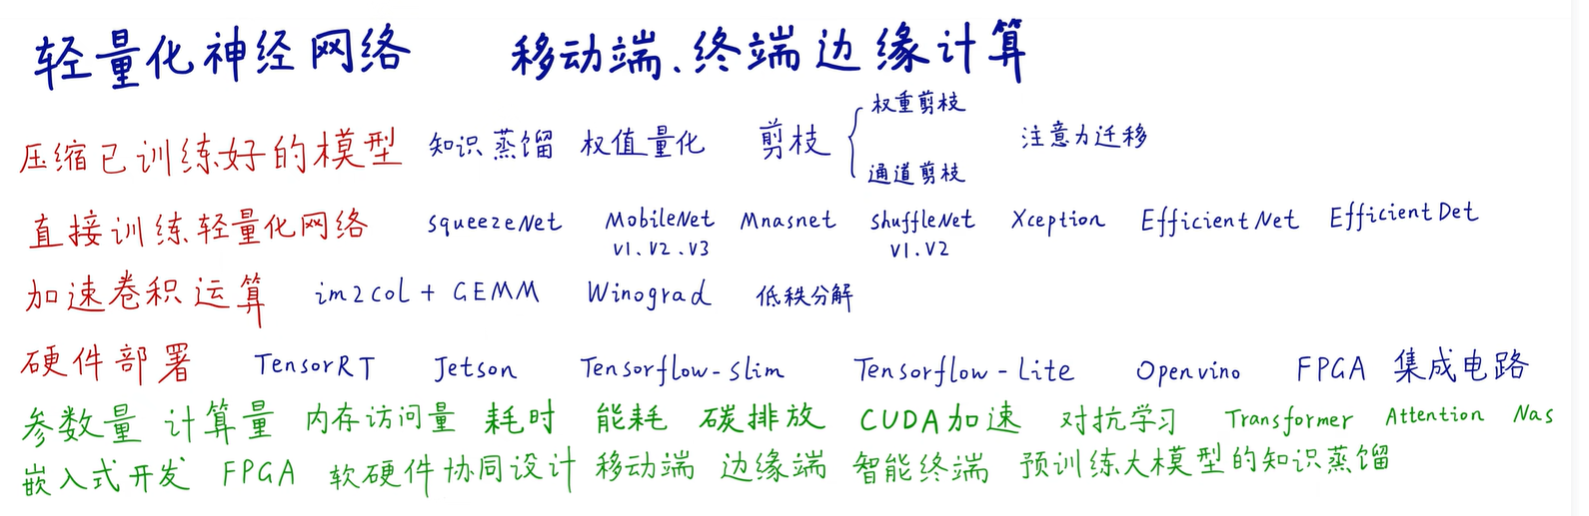 轻量化神经网络 移动端、终端边缘计算
压缩已训练好的模型 知识蒸馏 权值量化 剪枝 { 权重剪枝 注意力迁移
通道剪枝
直接训练轻量化网络 SqueezeNet MobileNet Mnasnet ShuffleNet Xception EfficientNet EfficientDet
V1.V2.V3 V1.V2
加速卷积运算 im2col + GEMM Winograd 低秩分解
硬件部署 TensorRT Jetson Tensorflow-slim Tensorflow-Lite Openvino FPGA 集成电路
参数量 计算量 内存访问量 耗时 能耗 碳排放 CUDA加速 对抗学习 Transformer Attention Nas
嵌入式开发 FPGA 软硬件协同设计 移动端 边缘端 智能终端 预训练大模型的知识蒸馏